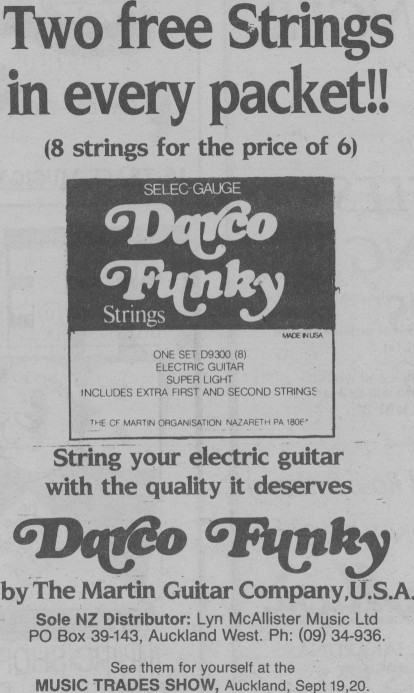 Two free Strings
in every packet!!
(8 strings for the price of 6)
SELEC-GAUGE
Darco
Funky
Strings
MADE IN USA
ONE SET D9300 (8)
ELECTRIC GUITAR
SUPER LIGHT
INCLUDES EXTRA FIRST AND SECOND STRINGS
THE CF MARTIN ORGANISATION NAZARETH PA
String your electric guitar
with the quality it deserves
Darco Funky
by The Martin Guitar Company, U.S.A.
Sole NZ Distributor: Lyn McAllister Music Ltd
PO Box 39-143, Auckland West. Ph: (09) 34-936.
See them for yourself at the
MUSIC TRADES SHOW, Auckland, Sept 19,20.